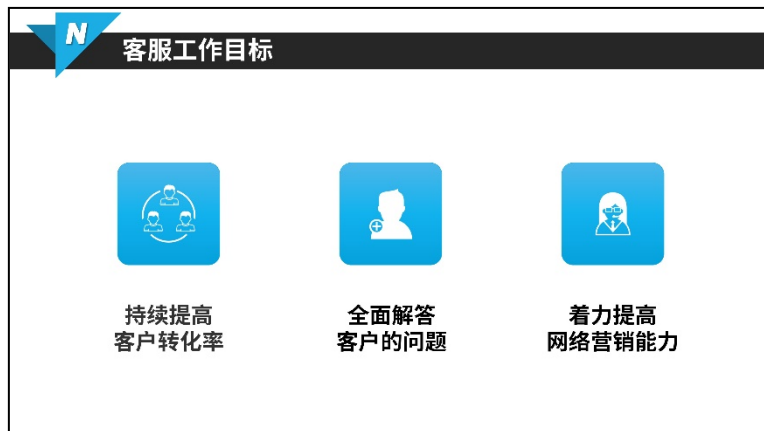 N
客服工作目标
持续提高
客户转化率
全面解答
客户的问题
着力提高
网络营销能力